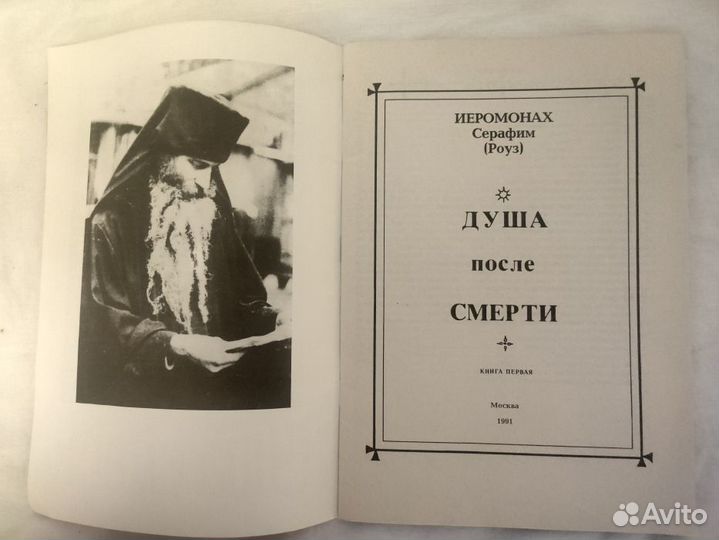 ИЕРОМОНАХ
Серафим
(Роуз)
ДУША
после
СМЕРТИ
КНИГА ПЕРВАЯ
Москва
1991
Avito